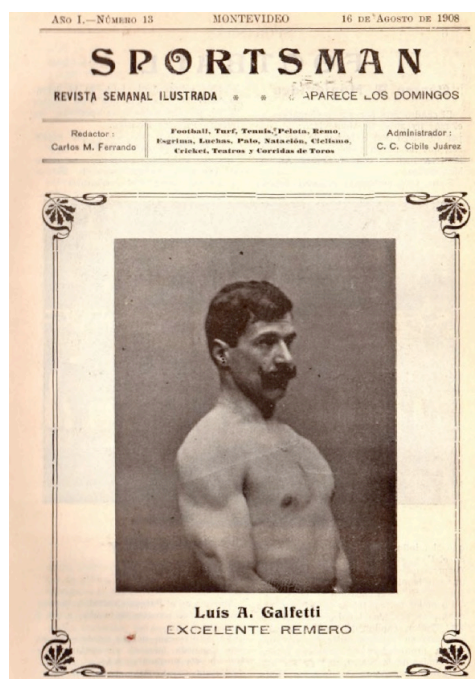 AÑO I.—NÚMERO 13 MONTEVIDEO 16 DE AGOSTO DE 1908
SPORTSMAN
REVISTA SEMANAL ILUSTRADA APARECE LOS DOMINGOS
Redactor :
Carlos M. Ferrando
Football, Turf, Tennis, Pelota, Remo,
Esgrima, Luchas, Pato, Natación, Ciclismo,
Cricket, Teatros y Corridas de Toros
Administrador :
C. C. Cibils Juárez
Luís A. Galfetti
EXCELENTE REMERO